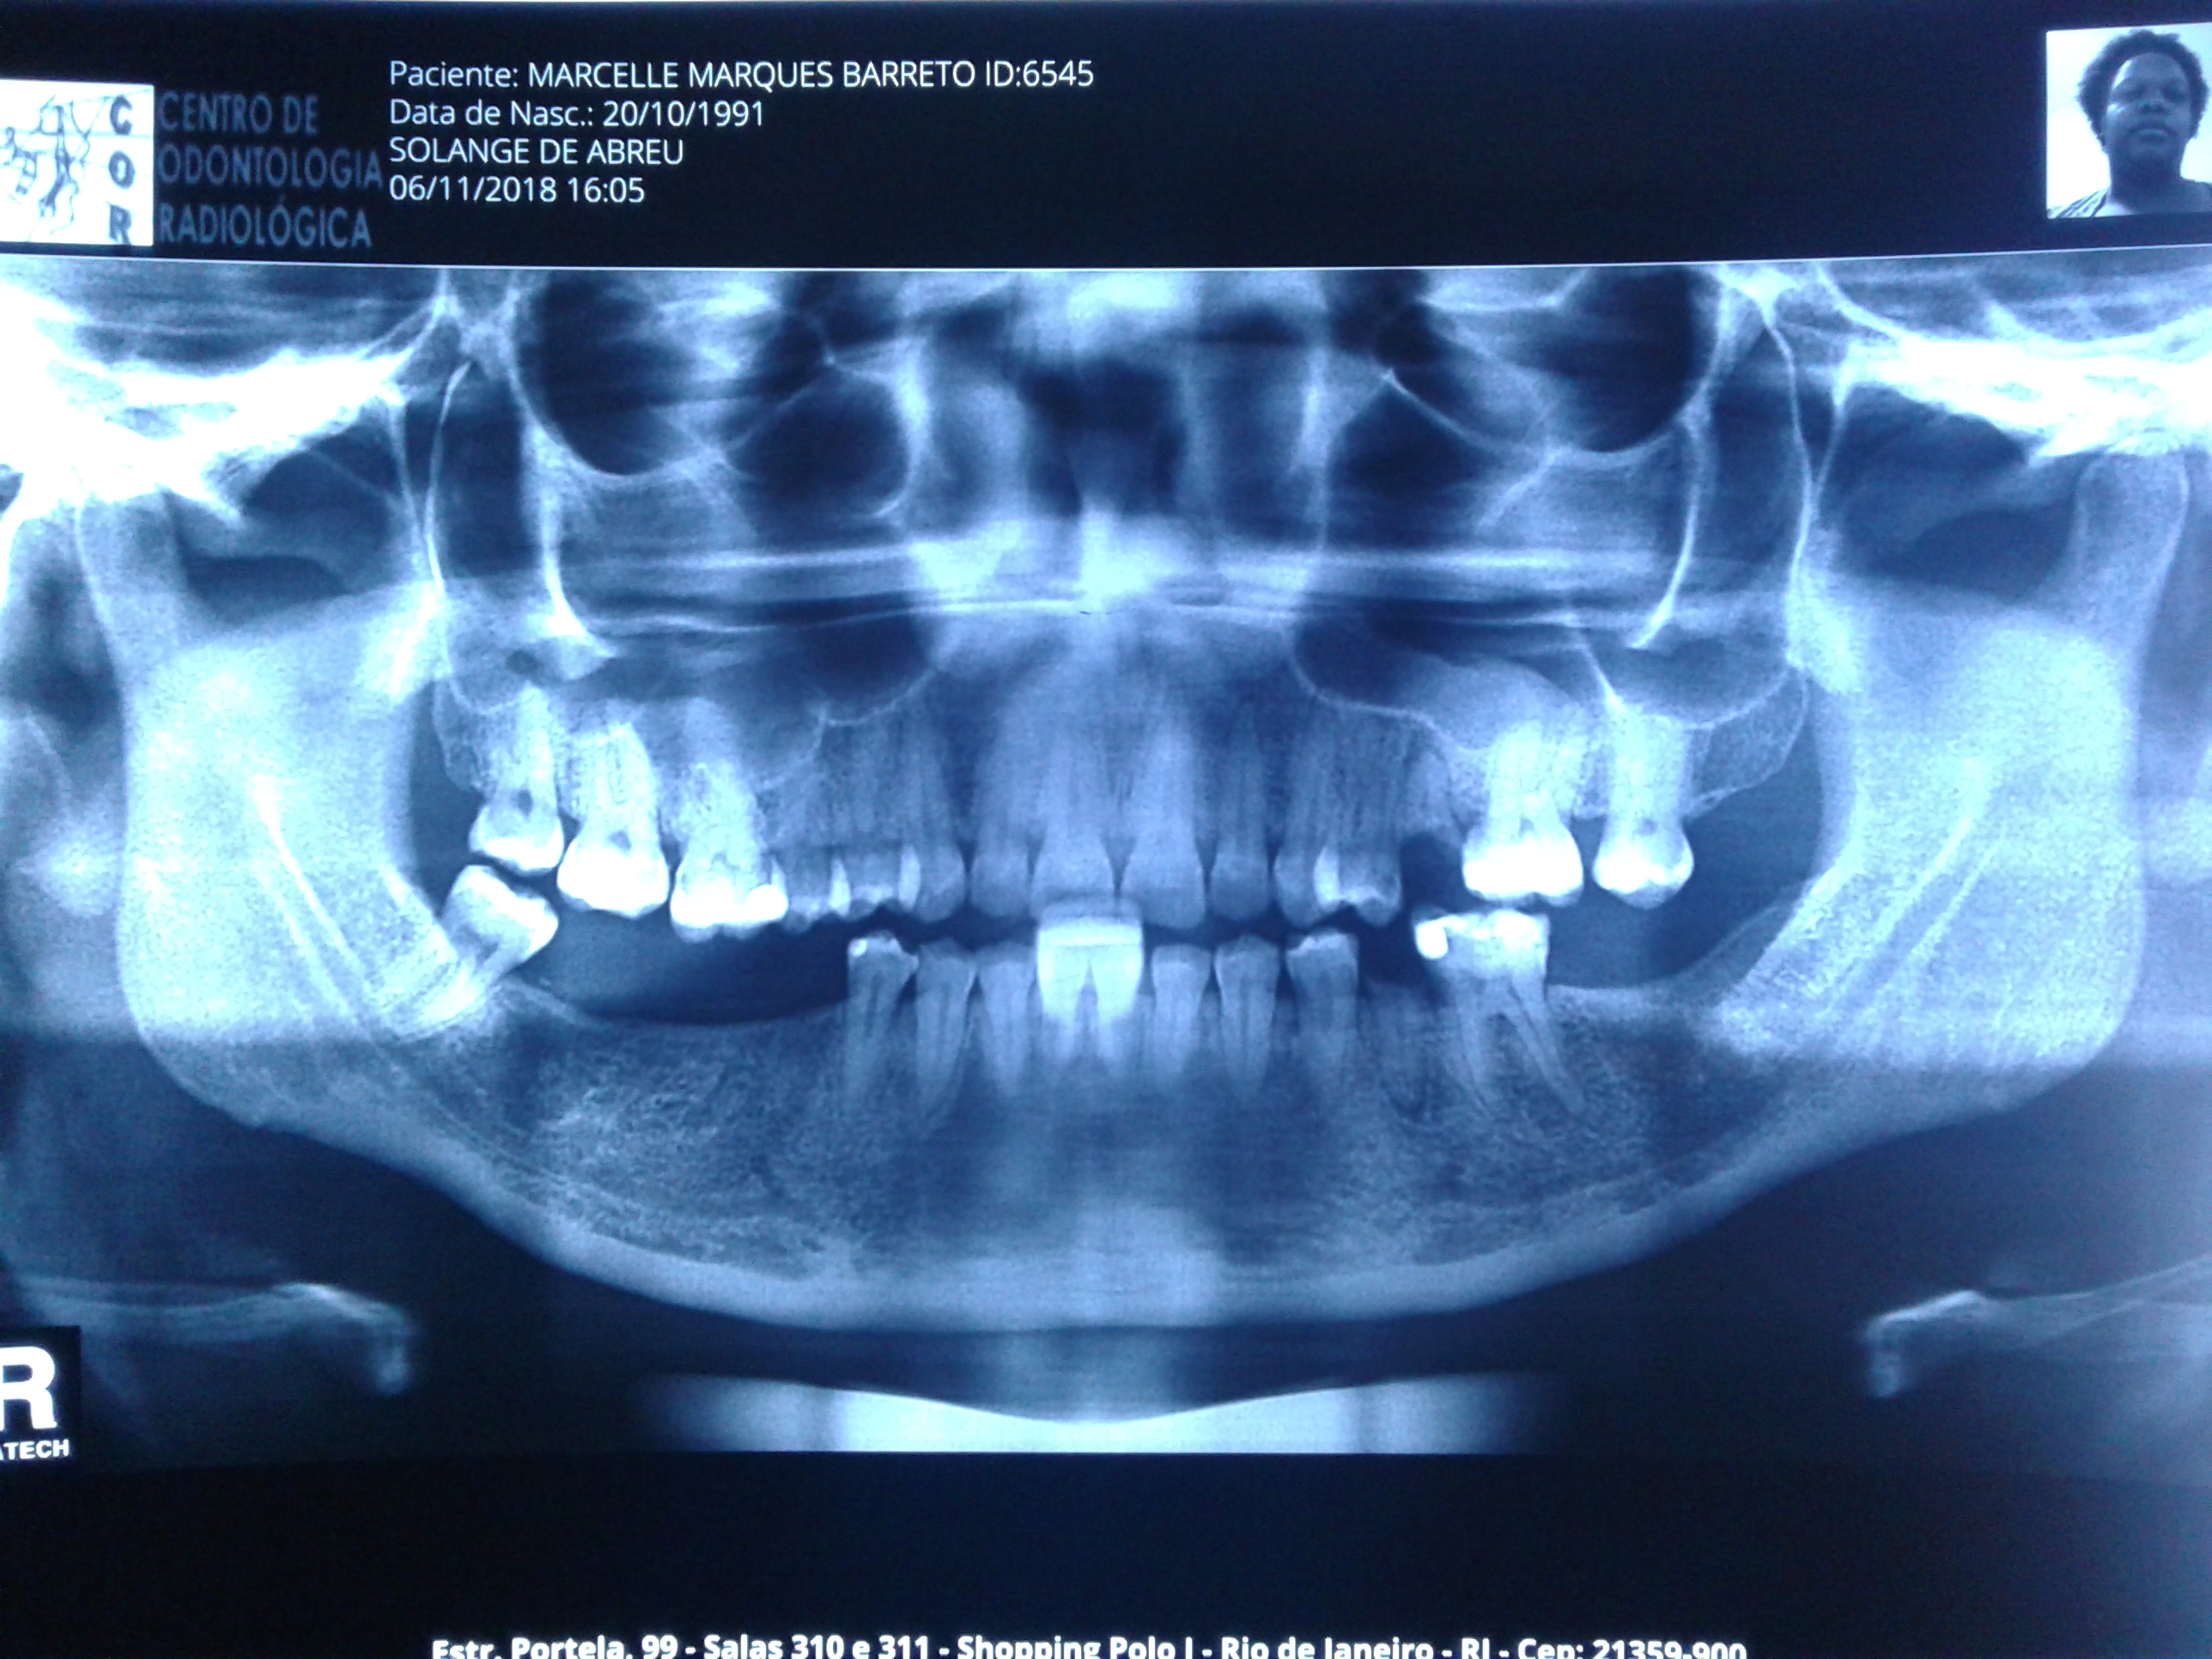 Paciente: MARCELLE MARQUES BARRETO ID:6545
Data de Nasc.: 20/10/1991
SOLANGE DE ABREU
06/11/2018 16:05
C CENTRO DE
O ODONTOLOGIA
R RADIOLÓGICA
R
ATECH
Estr. Portela, 99 - Salas 310 e 311 - Shopping Polo I - Rio de Janeiro - RJ - Cep: 21359-900